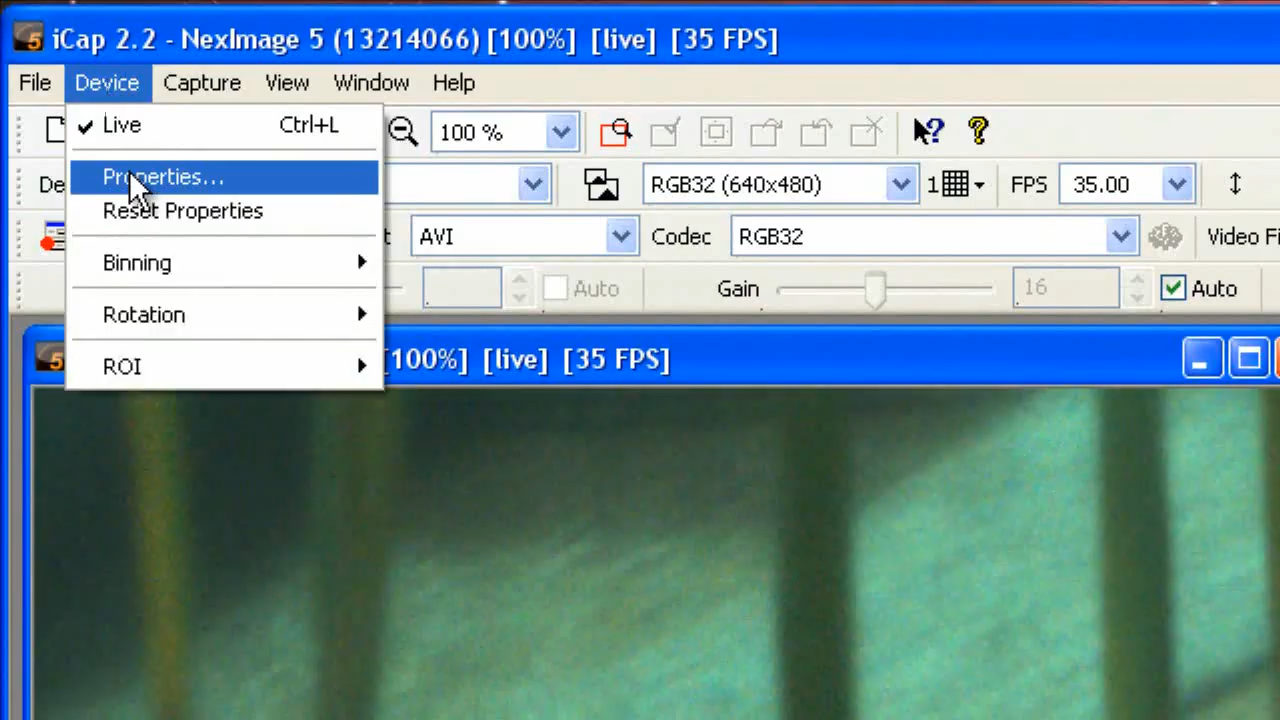 iCap 2.2 - NexImage 5 (13214066) [100%] [live] [35 FPS]
File Device Capture View Window Help
Live Ctrl+L
100 %
Properties...
De
RGB32 (640x480)
1
FPS 35.00
Reset Properties
t AVI Codec RGB32 Video Fi
Binning
Auto Gain 16 Auto
Rotation
5 [100%] [live] [35 FPS]
ROI